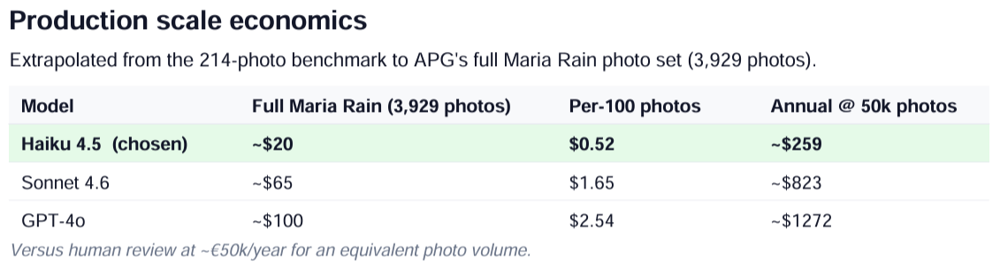 Production scale economics
Extrapolated from the 214-photo benchmark to APG's full Maria Rain photo set (3,929 photos).
Model Full Maria Rain (3,929 photos) Per-100 photos Annual @ 50k photos
Haiku 4.5 (chosen) ~$20 $0.52 ~$259
Sonnet 4.6 ~$65 $1.65 ~$823
GPT-4o ~$100 $2.54 ~$1272
Versus human review at ~€50k/year for an equivalent photo volume.